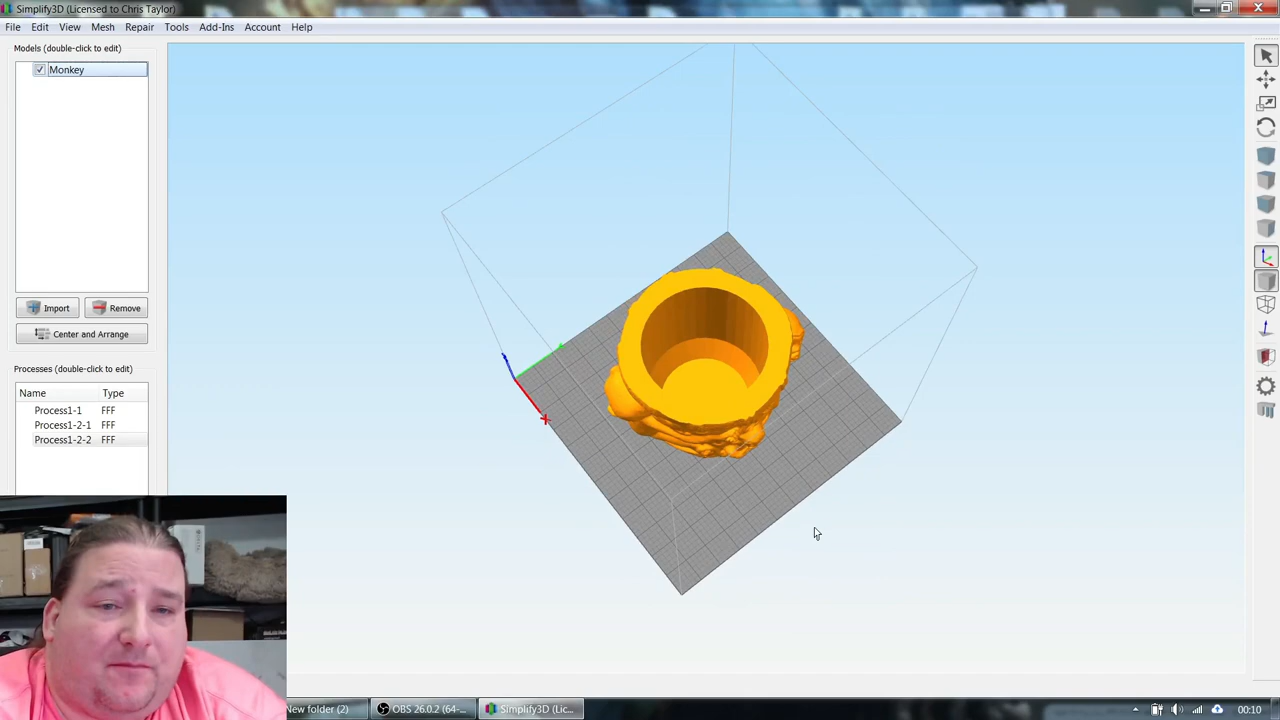 Simplify3D (Licensed to Chris Taylor)
File Edit View Mesh Repair Tools Add-Ins Account Help
Models (double-click to edit)
Monkey
Import Remove
Center and Arrange
Processes (double-click to edit)
Name Type
Process1-1 FFF
Process1-2-1 FFF
Process1-2-2 FFF
New folder (2) OBS 26.0.2 (64-... Simplify3D (Lic... 00:10